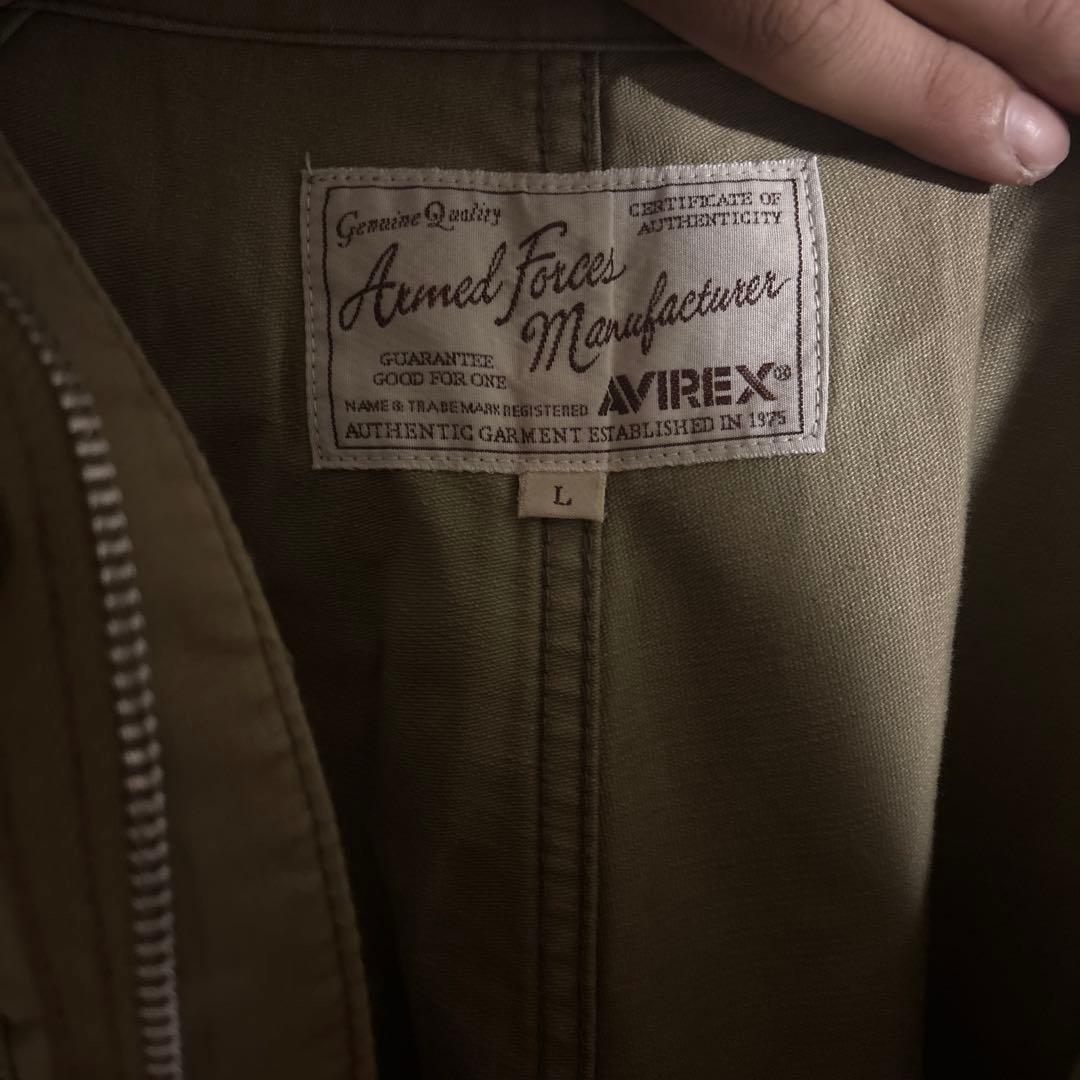 Genuine Quality
CERTIFICATE OF
AUTHENTICITY
Armed Forces
Manufacturer
GUARANTEE
GOOD FOR ONE
AVIREX®
NAME & TRADEMARK REGISTERED
AUTHENTIC GARMENT ESTABLISHED IN 1975
L